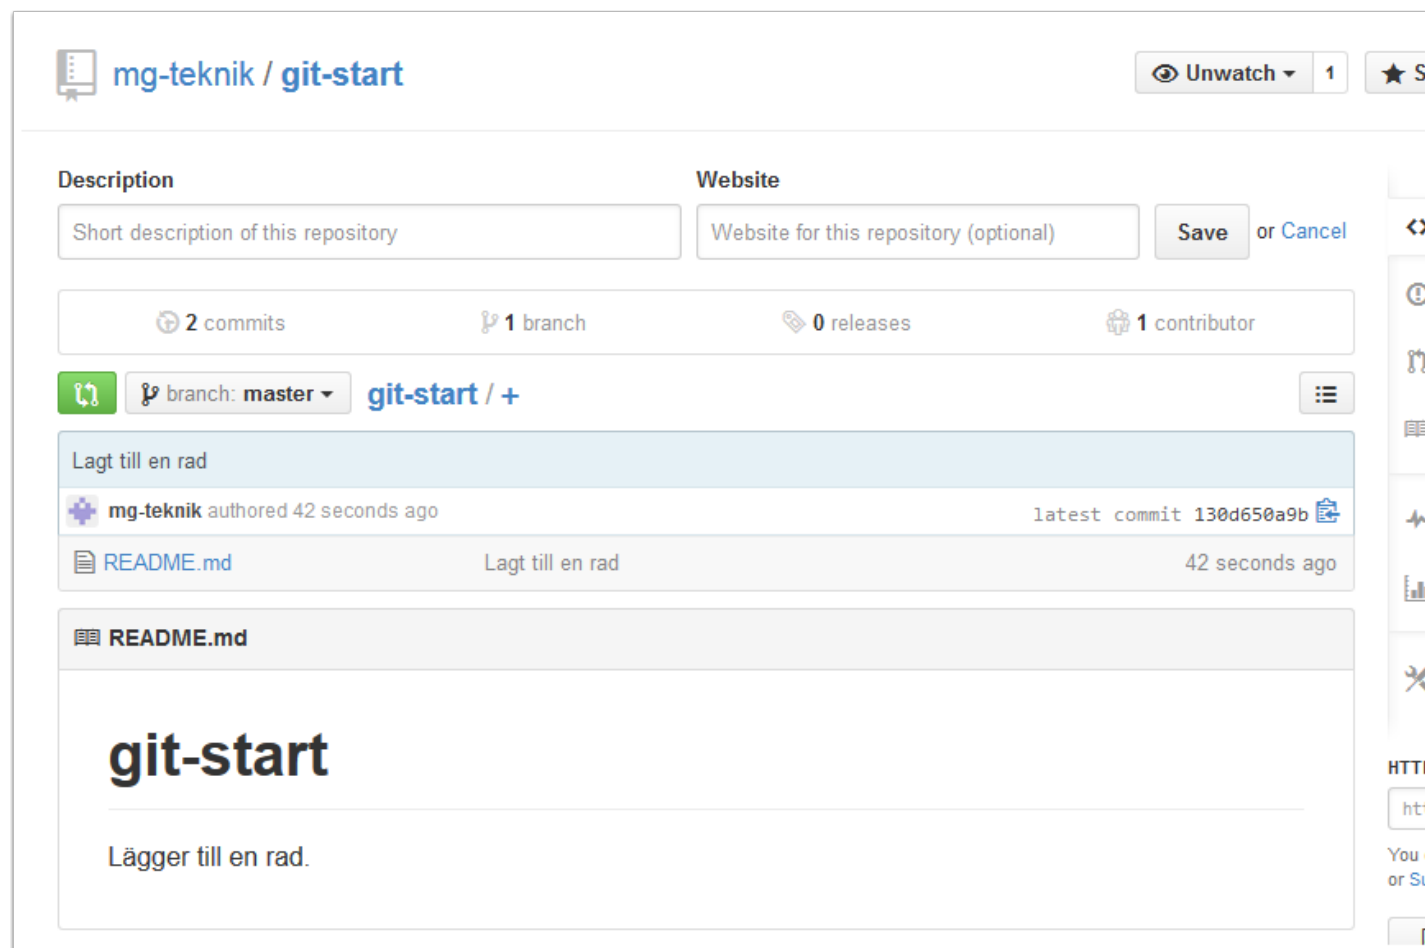 mg-teknik / git-start
Unwatch 1
Description
Website
Short description of this repository
Website for this repository (optional)
Save or Cancel
2 commits
1 branch
0 releases
1 contributor
branch: master
git-start / +
Lagt till en rad
mg-teknik authored 42 seconds ago
latest commit 130d650a9b
README.md Lagt till en rad 42 seconds ago
README.md
git-start
Lägger till en rad.
You
or